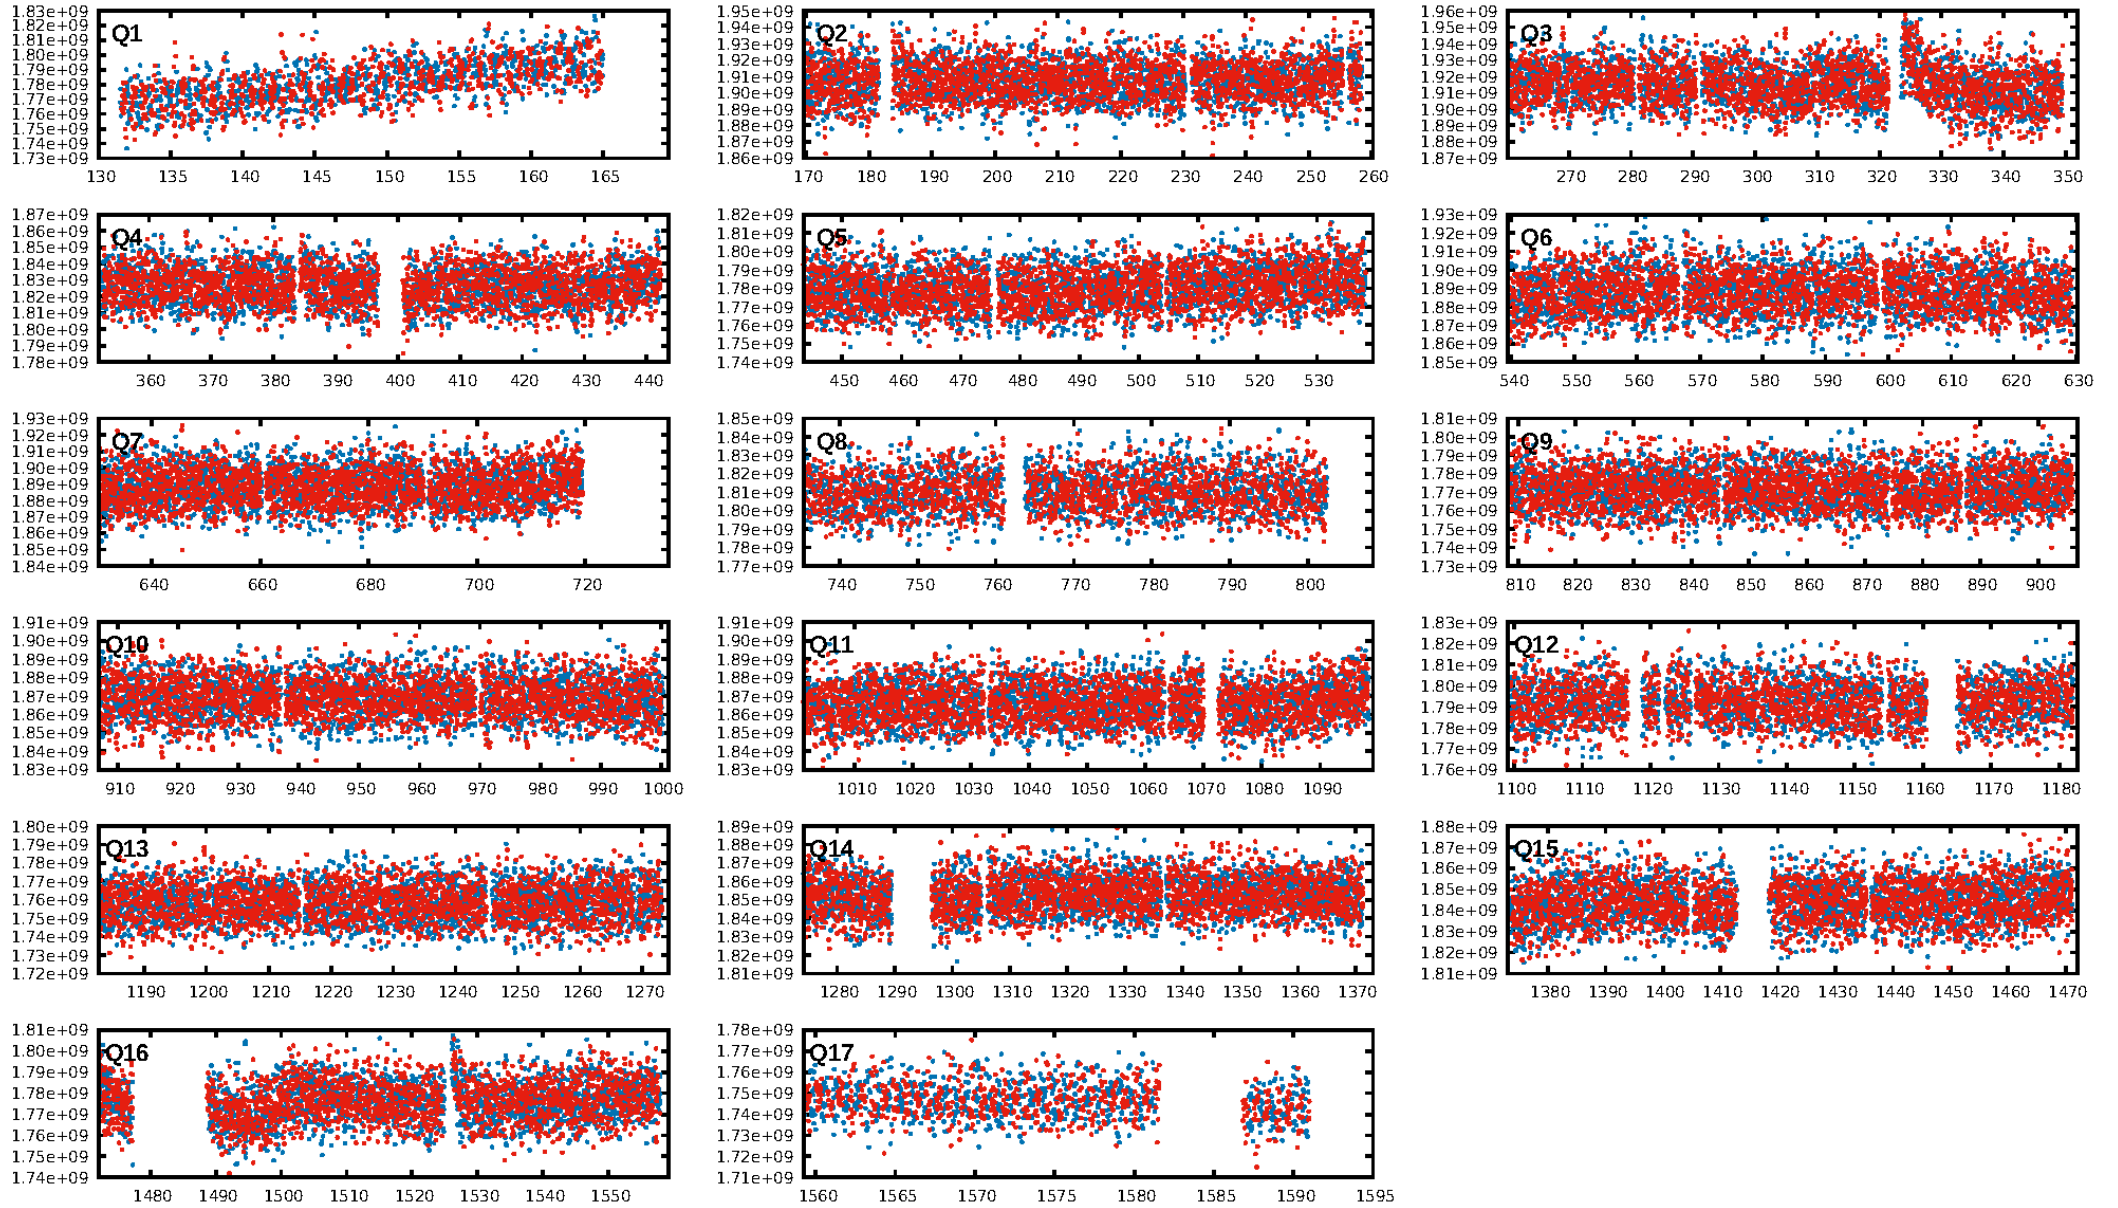 Q1
1.83e+09
1.82e+09
1.81e+09
1.80e+09
1.79e+09
1.78e+09
1.77e+09
1.76e+09
1.75e+09
1.74e+09
1.73e+09
130 135 140 145 150 155 160 165
Q2
1.95e+09
1.94e+09
1.93e+09
1.92e+09
1.91e+09
1.90e+09
1.89e+09
1.88e+09
1.87e+09
1.86e+09
170 180 190 200 210 220 230 240 250 260
Q3
1.96e+09
1.95e+09
1.94e+09
1.93e+09
1.92e+09
1.91e+09
1.90e+09
1.89e+09
1.88e+09
1.87e+09
270 280 290 300 310 320 330 340 350
Q4
1.87e+09
1.86e+09
1.85e+09
1.84e+09
1.83e+09
1.82e+09
1.81e+09
1.80e+09
1.79e+09
1.78e+09
360 370 380 390 400 410 420 430 440
Q5
1.82e+09
1.81e+09
1.80e+09
1.79e+09
1.78e+09
1.77e+09
1.76e+09
1.75e+09
1.74e+09
450 460 470 480 490 500 510 520 530
Q6
1.93e+09
1.92e+09
1.91e+09
1.90e+09
1.89e+09
1.88e+09
1.87e+09
1.86e+09
1.85e+09
540 550 560 570 580 590 600 610 620 630
Q7
1.93e+09
1.92e+09
1.91e+09
1.90e+09
1.89e+09
1.88e+09
1.87e+09
1.86e+09
1.85e+09
1.84e+09
640 660 680 700 720
Q8
1.85e+09
1.84e+09
1.83e+09
1.82e+09
1.81e+09
1.80e+09
1.79e+09
1.78e+09
1.77e+09
740 750 760 770 780 790 800
Q9
1.81e+09
1.80e+09
1.79e+09
1.78e+09
1.77e+09
1.76e+09
1.75e+09
1.74e+09
1.73e+09
810 820 830 840 850 860 870 880 890 900
Q10
1.91e+09
1.90e+09
1.89e+09
1.88e+09
1.87e+09
1.86e+09
1.85e+09
1.84e+09
1.83e+09
910 920 930 940 950 960 970 980 990 1000
Q11
1.91e+09
1.90e+09
1.89e+09
1.88e+09
1.87e+09
1.86e+09
1.85e+09
1.84e+09
1.83e+09
1010 1020 1030 1040 1050 1060 1070 1080 1090
Q12
1.83e+09
1.82e+09
1.81e+09
1.80e+09
1.79e+09
1.78e+09
1.77e+09
1.76e+09
1100 1110 1120 1130 1140 1150 1160 1170 1180
Q13
1.80e+09
1.79e+09
1.78e+09
1.77e+09
1.76e+09
1.75e+09
1.74e+09
1.73e+09
1.72e+09
1190 1200 1210 1220 1230 1240 1250 1260 1270
Q14
1.89e+09
1.88e+09
1.87e+09
1.86e+09
1.85e+09
1.84e+09
1.83e+09
1.82e+09
1.81e+09
1280 1290 1300 1310 1320 1330 1340 1350 1360 1370
Q15
1.88e+09
1.87e+09
1.86e+09
1.85e+09
1.84e+09
1.83e+09
1.82e+09
1.81e+09
1380 1390 1400 1410 1420 1430 1440 1450 1460 1470
Q16
1.81e+09
1.80e+09
1.79e+09
1.78e+09
1.77e+09
1.76e+09
1.75e+09
1.74e+09
1480 1490 1500 1510 1520 1530 1540 1550
Q17
1.78e+09
1.77e+09
1.76e+09
1.75e+09
1.74e+09
1.73e+09
1.72e+09
1.71e+09
1560 1565 1570 1575 1580 1585 1590 1595